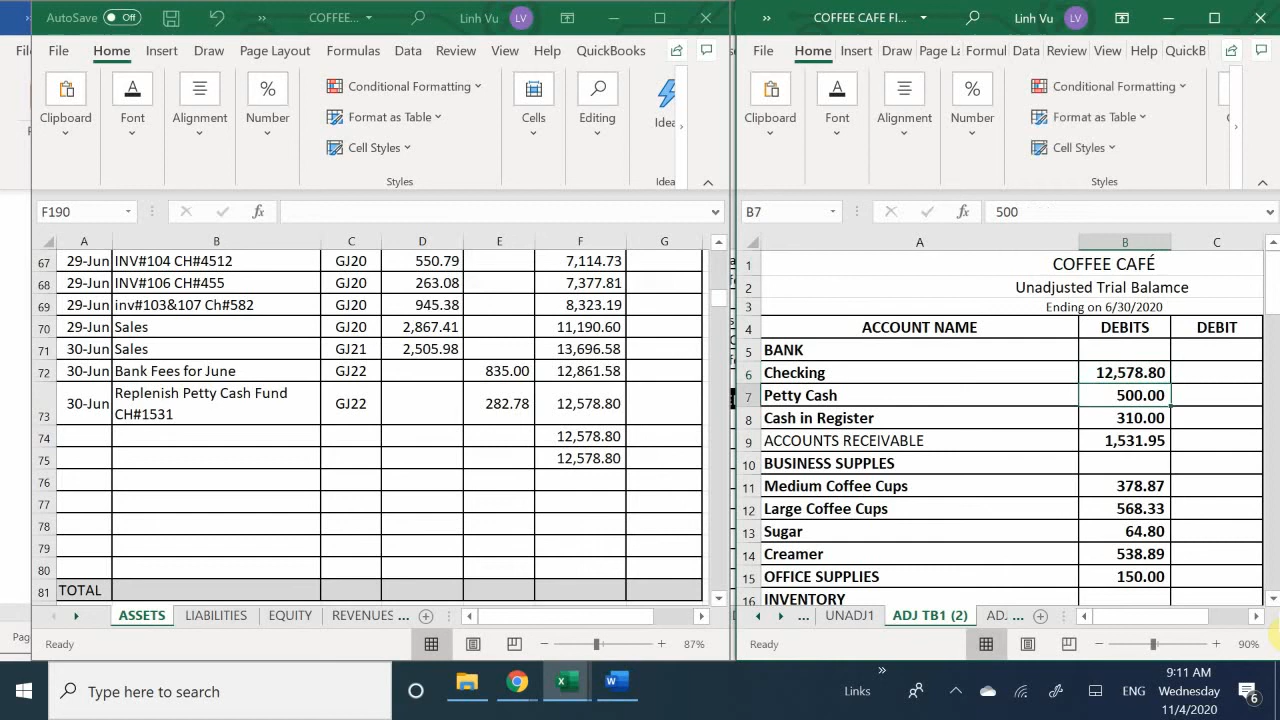 AutoSave Off COFFEE... Linh Vu LV
File Home Insert Draw Page Layout Formulas Data Review View Help QuickBooks
Clipboard Font Alignment Number Conditional Formatting Format as Table Cell Styles Styles Cells Editing Idea
F190 fx
A B C D E F G
67 29-Jun INV#104 CH#4512 GJ20 550.79 7,114.73
68 29-Jun INV#106 CH#455 GJ20 263.08 7,377.81
69 29-Jun inv#103&107 Ch#582 GJ20 945.38 8,323.19
70 29-Jun Sales GJ20 2,867.41 11,190.60
71 30-Jun Sales GJ21 2,505.98 13,696.58
72 30-Jun Bank Fees for June GJ22 835.00 12,861.58
73 30-Jun Replenish Petty Cash Fund GJ22 282.78 12,578.80
CH#1531
74 12,578.80
75 12,578.80
76
77
78
79
80
81 TOTAL
ASSETS LIABILITIES EQUITY REVENUES ...
Ready 87%
COFFEE CAFE FI... Linh Vu LV
File Home Insert Draw Page La Formul Data Review View Help QuickB
Clipboard Font Alignment Number Conditional Formatting Format as Table Cell Styles Styles
B7 fx 500
A B C
1 COFFEE CAFÉ
2 Unadjusted Trial Balamce
3 Ending on 6/30/2020
4 ACCOUNT NAME DEBITS DEBIT
5 BANK
6 Checking 12,578.80
7 Petty Cash 500.00
8 Cash in Register 310.00
9 ACCOUNTS RECEIVABLE 1,531.95
10 BUSINESS SUPPLES
11 Medium Coffee Cups 378.87
12 Large Coffee Cups 568.33
13 Sugar 64.80
14 Creamer 538.89
15 OFFICE SUPPLIES 150.00
16 INVENTORY
... UNADJ1 ADJ TB1 (2) AD. ...
Ready 90%
Type here to search Links ENG 9:11 AM
Wednesday
11/4/2020
6